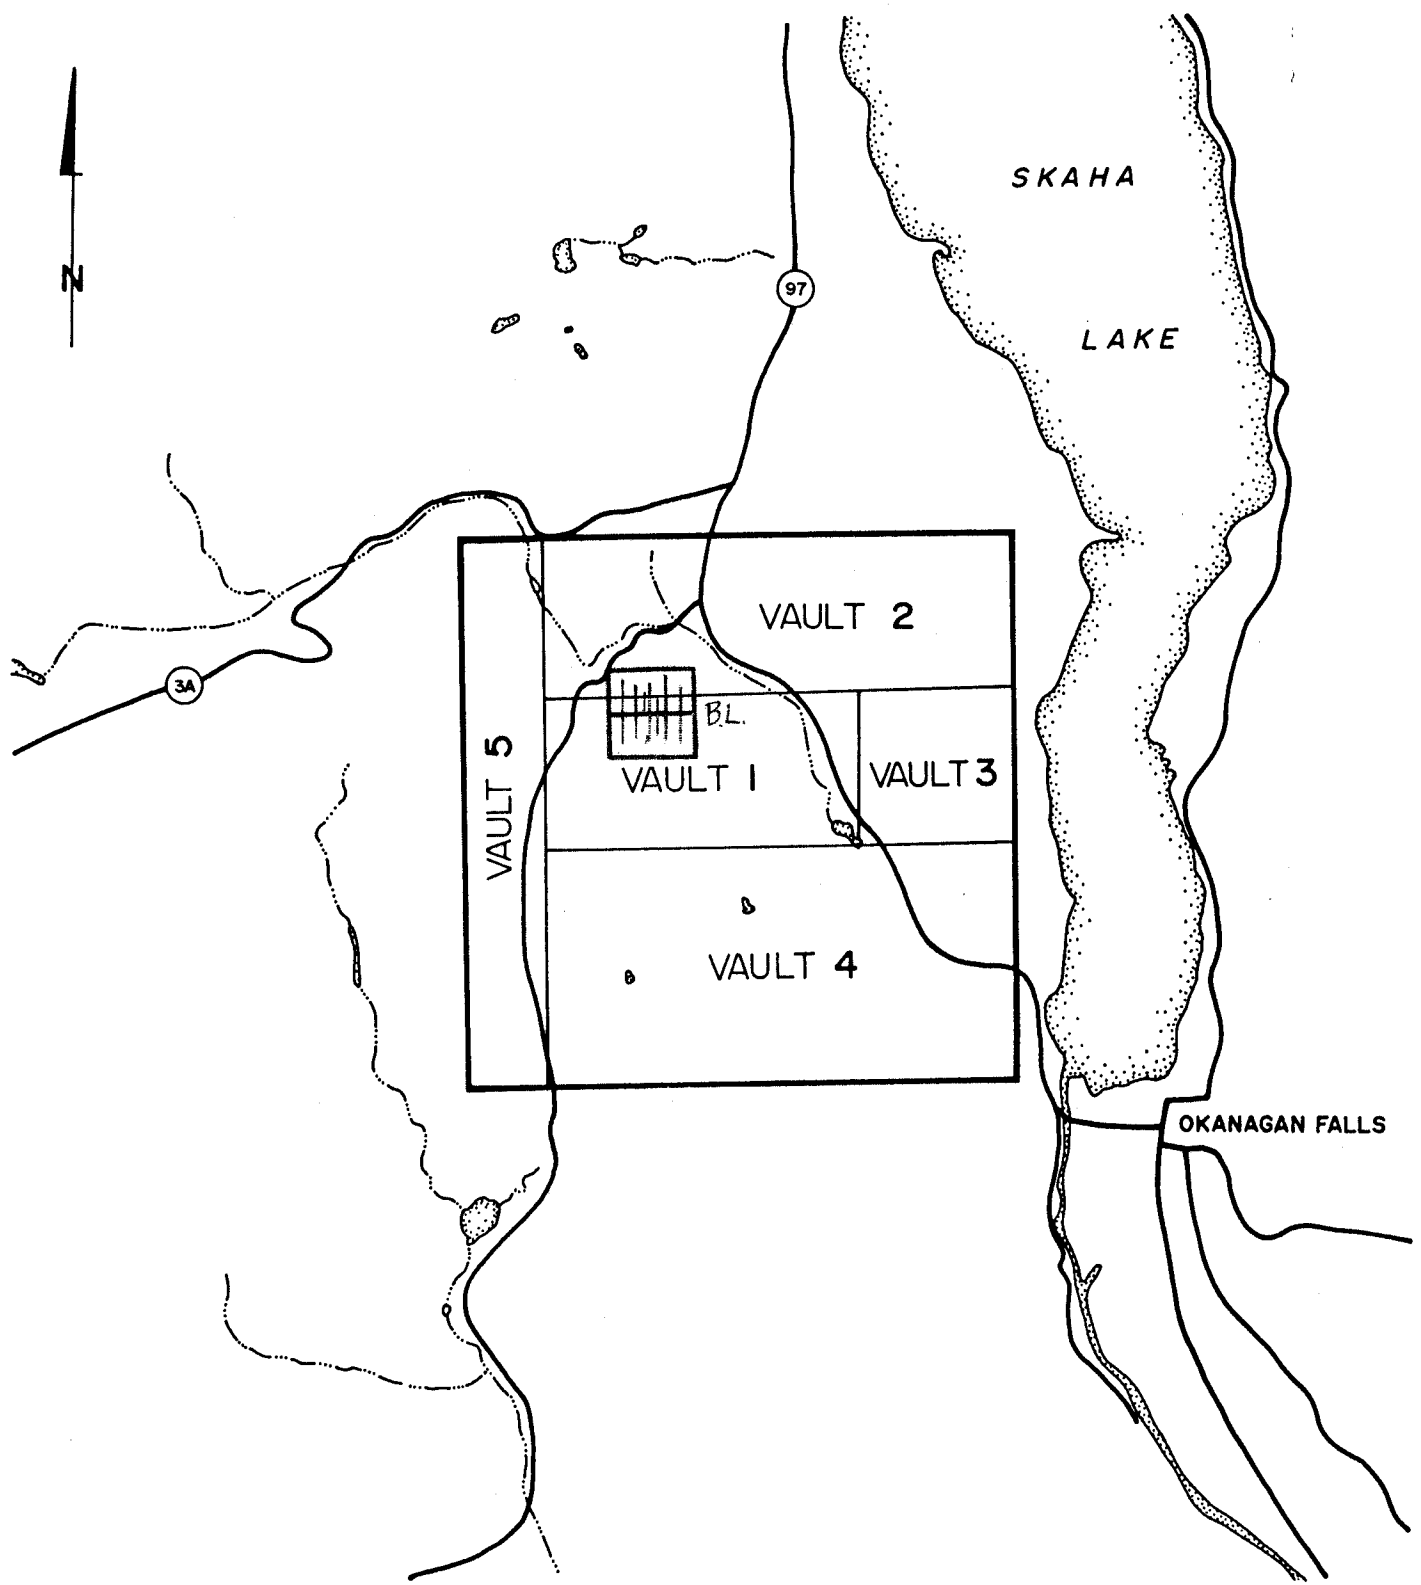 SKAHA
N
97
LAKE
VAULT 2
3A
B.L.
VAULT 5
VAULT 1
VAULT 3
VAULT 4
OKANAGAN FALLS